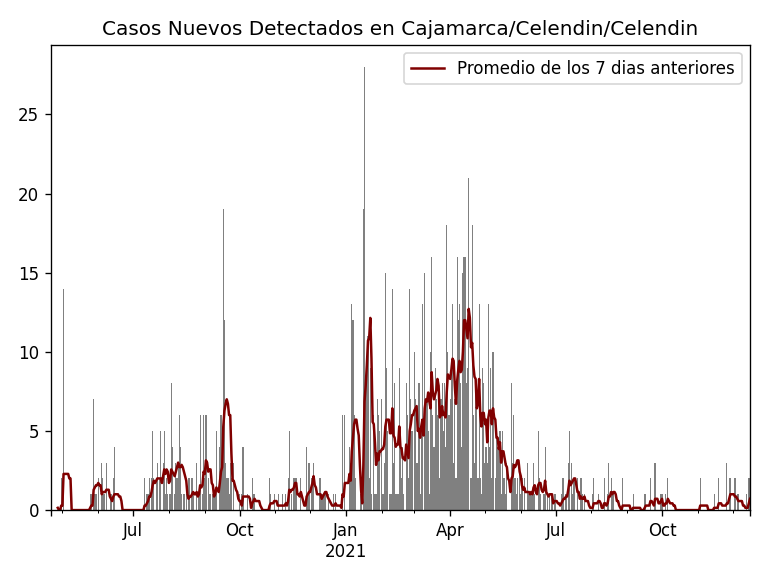 Casos Nuevos Detectados en Cajamarca/Celendin/Celendin
Promedio de los 7 dias anteriores
25
20
15
10
5
0
Jul Oct Jan Apr Jul Oct
2021